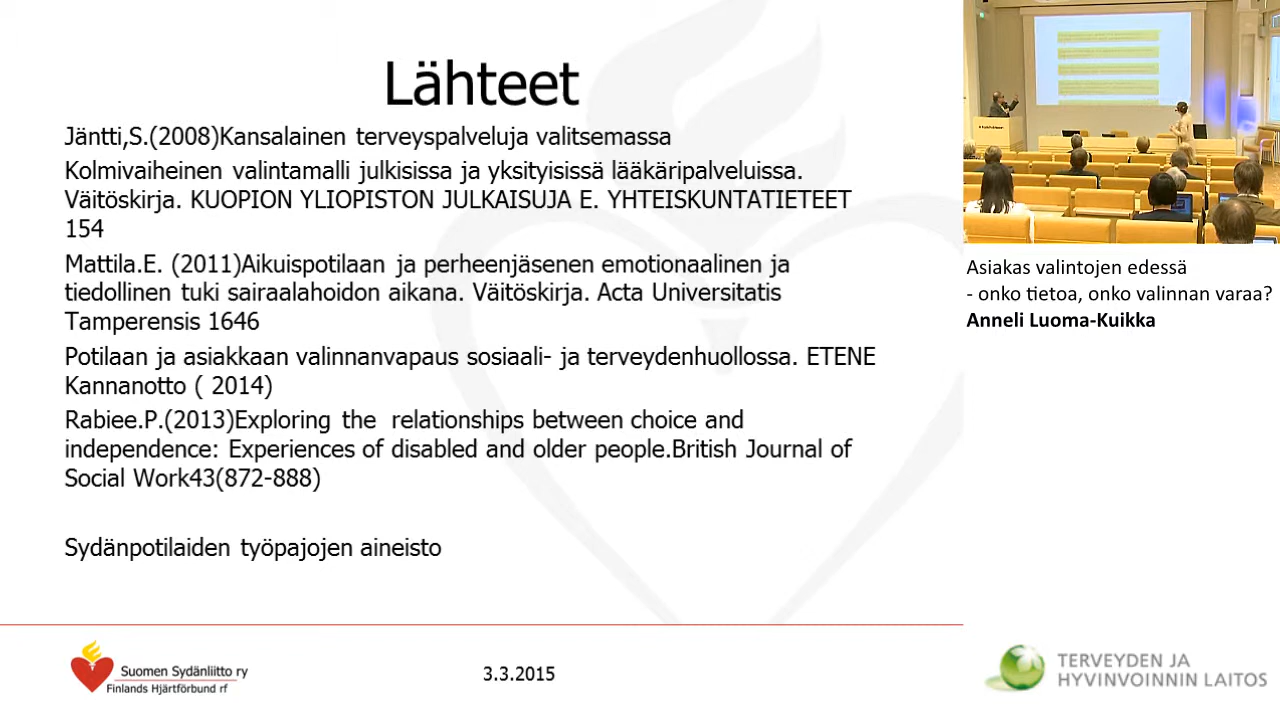 Lähteet
Jäntti,S.(2008)Kansalainen terveyspalveluja valitsemassa
Kolmivaiheinen valintamalli julkisissa ja yksityisissä lääkäripalveluissa.
Väitöskirja. KUOPION YLIOPISTON JULKAISUJA E. YHTEISKUNTATIETEET
154
Mattila.E. (2011)Aikuispotilaan ja perheenjäsenen emotionaalinen ja
tiedollinen tuki sairaalahoidon aikana. Väitöskirja. Acta Universitatis
Tamperensis 1646
Potilaan ja asiakkaan valinnanvapaus sosiaali- ja terveydenhuollossa. ETENE
Kannanotto ( 2014)
Rabiee.P.(2013)Exploring the relationships between choice and
independence: Experiences of disabled and older people.British Journal of
Social Work43(872-888)
Sydänpotilaiden työpajojen aineisto
Suomen Sydänliitto ry
Finlands Hjärtförbund rf
3.3.2015
Asiakas valintojen edessä
- onko tietoa, onko valinnan varaa?
Anneli Luoma-Kuikka
TERVEYDEN JA
HYVINVOINNIN LAITOS